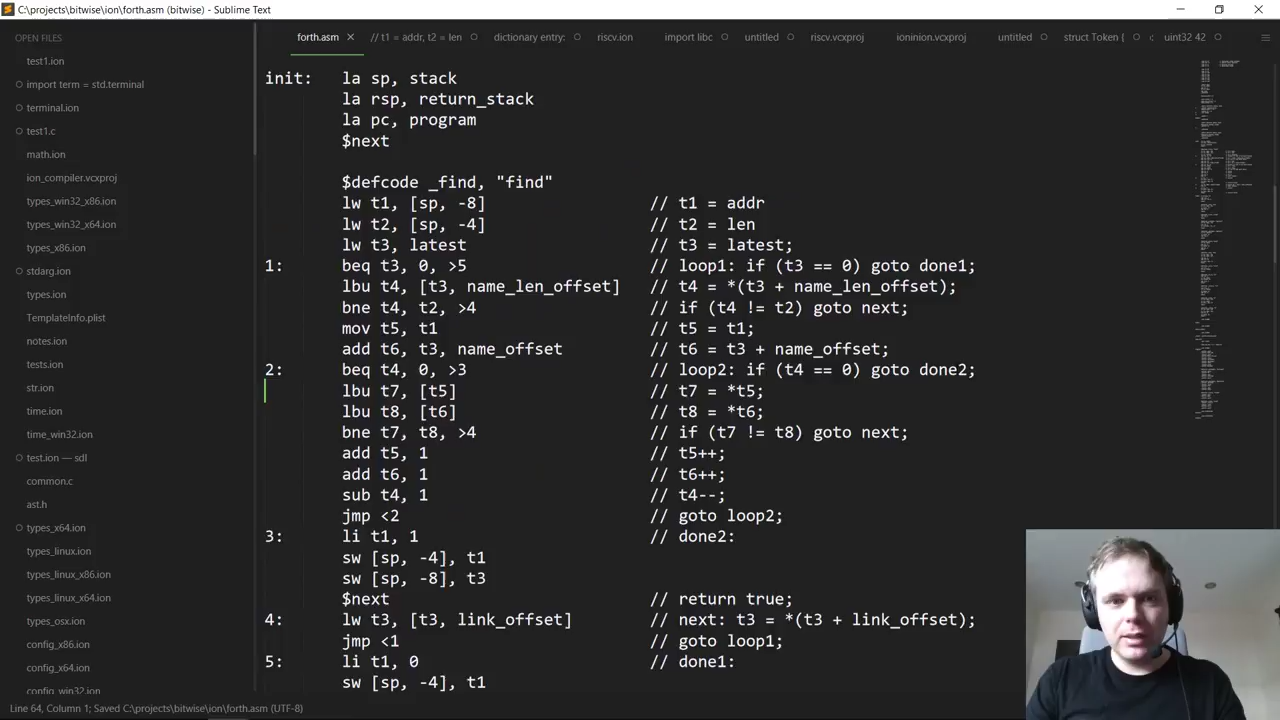 C:\projects\bitwise\ion\forth.asm (bitwise) - Sublime Text
OPEN FILES
test1.ion
import term = std.terminal
terminal.ion
test1.c
math.ion
ion_compiler.vcxproj
types_win32_x86.ion
types_win32_x64.ion
types_x86.ion
stdarg.ion
types.ion
TemplateInfo.plist
notes.ion
tests.ion
str.ion
time.ion
time_win32.ion
test.ion — sdl
common.c
ast.h
types_x64.ion
types_linux.ion
types_linux_x86.ion
types_linux_x64.ion
types_osx.ion
config_x86.ion
config_x64.ion
config_win32.ion
forth.asm // t1 = addr, t2 = len dictionary entry: riscv.ion import libc untitled riscv.vcxproj ioninion.vcxproj untitled struct Token { uint32 42
init: la sp, stack
la rsp, return_stack
la pc, program
$next
$defcode _find, "find"
lw t1, [sp, -8] // t1 = addr
lw t2, [sp, -4] // t2 = len
lw t3, latest // t3 = latest;
1: beq t3, 0, >5 // loop1: if (t3 == 0) goto done1;
lbu t4, [t3, name_len_offset] // t4 = *(t3 + name_len_offset);
bne t4, t2, >4 // if (t4 != t2) goto next;
mov t5, t1 // t5 = t1;
add t6, t3, name_offset // t6 = t3 + name_offset;
2: beq t4, 0, >3 // loop2: if (t4 == 0) goto done2;
lbu t7, [t5] // t7 = *t5;
lbu t8, [t6] // t8 = *t6;
bne t7, t8, >4 // if (t7 != t8) goto next;
add t5, 1 // t5++;
add t6, 1 // t6++;
sub t4, 1 // t4--;
jmp <2 // goto loop2;
3: li t1, 1 // done2:
sw [sp, -4], t1
sw [sp, -8], t3
$next // return true;
4: lw t3, [t3, link_offset] // next: t3 = *(t3 + link_offset);
jmp <1 // goto loop1;
5: li t1, 0 // done1:
sw [sp, -4], t1
Line 64, Column 1; Saved C:\projects\bitwise\ion\forth.asm (UTF-8)